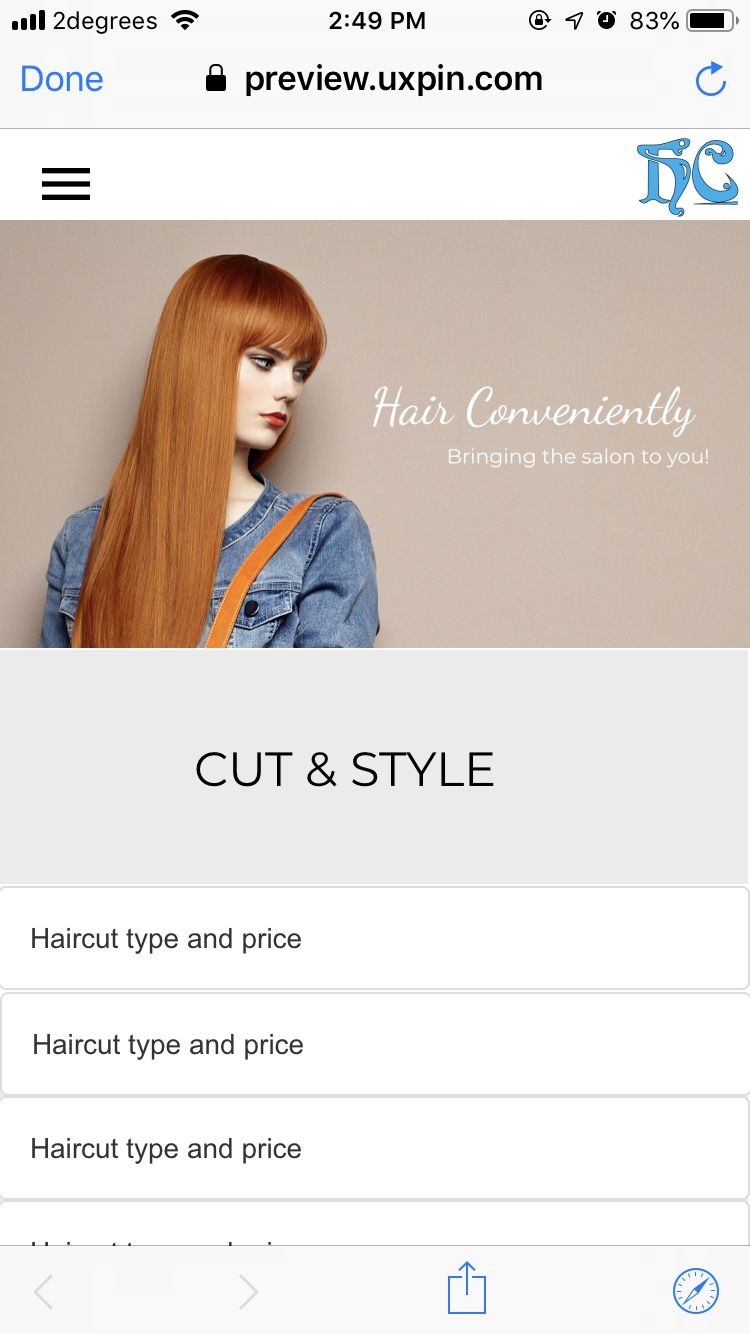 2degrees 2:49 PM 83%
Done preview.uxpin.com
HC
Hair Conveniently
Bringing the salon to you!
CUT & STYLE
Haircut type and price
Haircut type and price
Haircut type and price